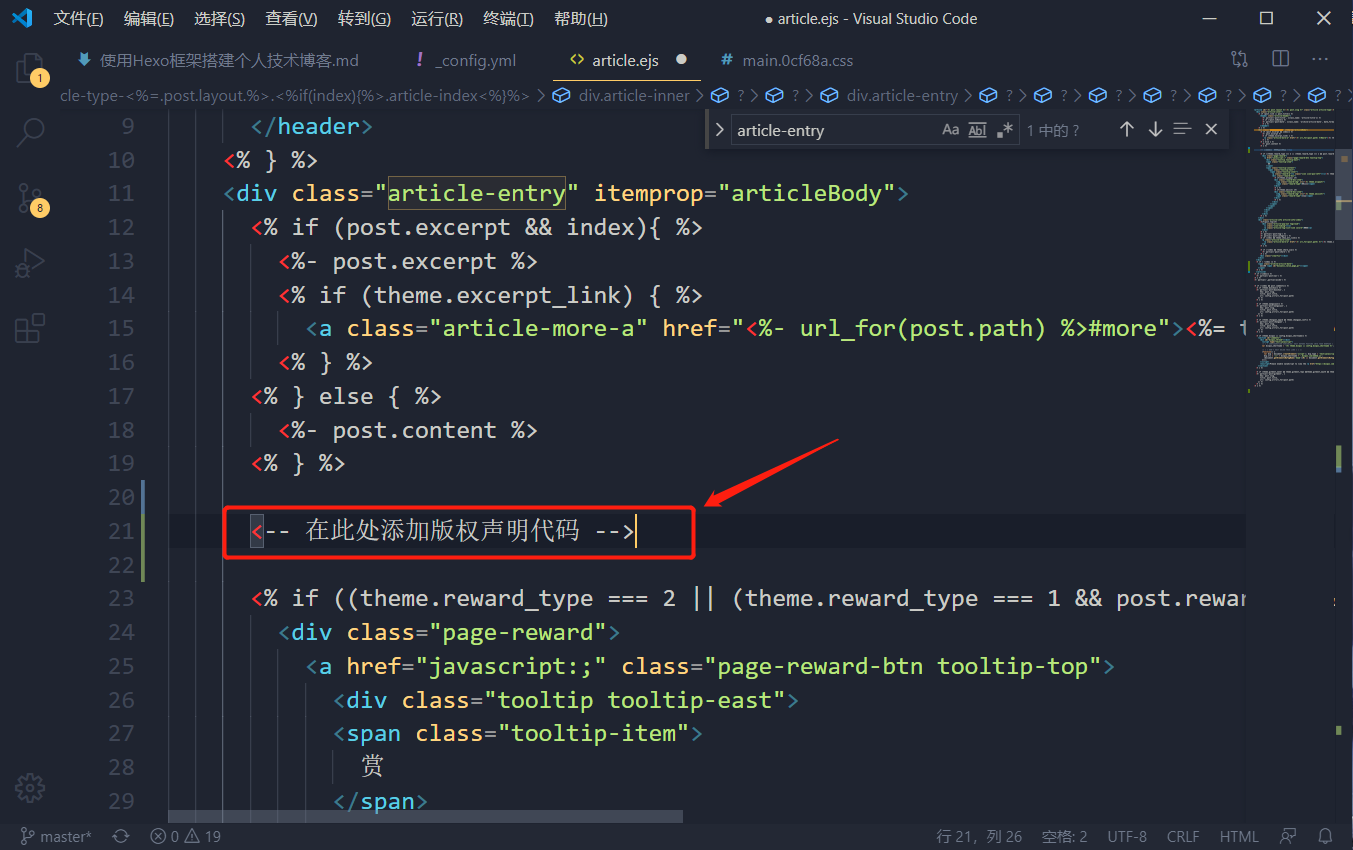 文件(F) 编辑(E) 选择(S) 查看(V) 转到(G) 运行(R) 终端(T) 帮助(H) ● article.ejs - Visual Studio Code
使用Hexo框架搭建个人技术博客.md ! _config.yml <> article.ejs ● # main.0cf68a.css ···
cle-type-<%=.post.layout.%>.<%if(index){%>.article-index<%}%> > div.article-inner > ? > ? > div.article-entry > ? > ? > ? > ? > ? > ? > ?
> article-entry Aa Abl .* 1 中的 ?
1
8
9 </header>
10 <% } %>
11 <div class="article-entry" itemprop="articleBody">
12 <% if (post.excerpt && index){ %>
13 <%- post.excerpt %>
14 <% if (theme.excerpt_link) { %>
15 <a class="article-more-a" href="<%- url_for(post.path) %>#more"><%= t
16 <% } %>
17 <% } else { %>
18 <%- post.content %>
19 <% } %>
20
21 <-- 在此处添加版权声明代码 -->
22
23 <% if ((theme.reward_type === 2 || (theme.reward_type === 1 && post.rewar
24 <div class="page-reward">
25 <a href="javascript:;" class="page-reward-btn tooltip-top">
26 <div class="tooltip tooltip-east">
27 <span class="tooltip-item">
28 赏
29 </span>
master* 0 19 行 21，列 26 空格: 2 UTF-8 CRLF HTML